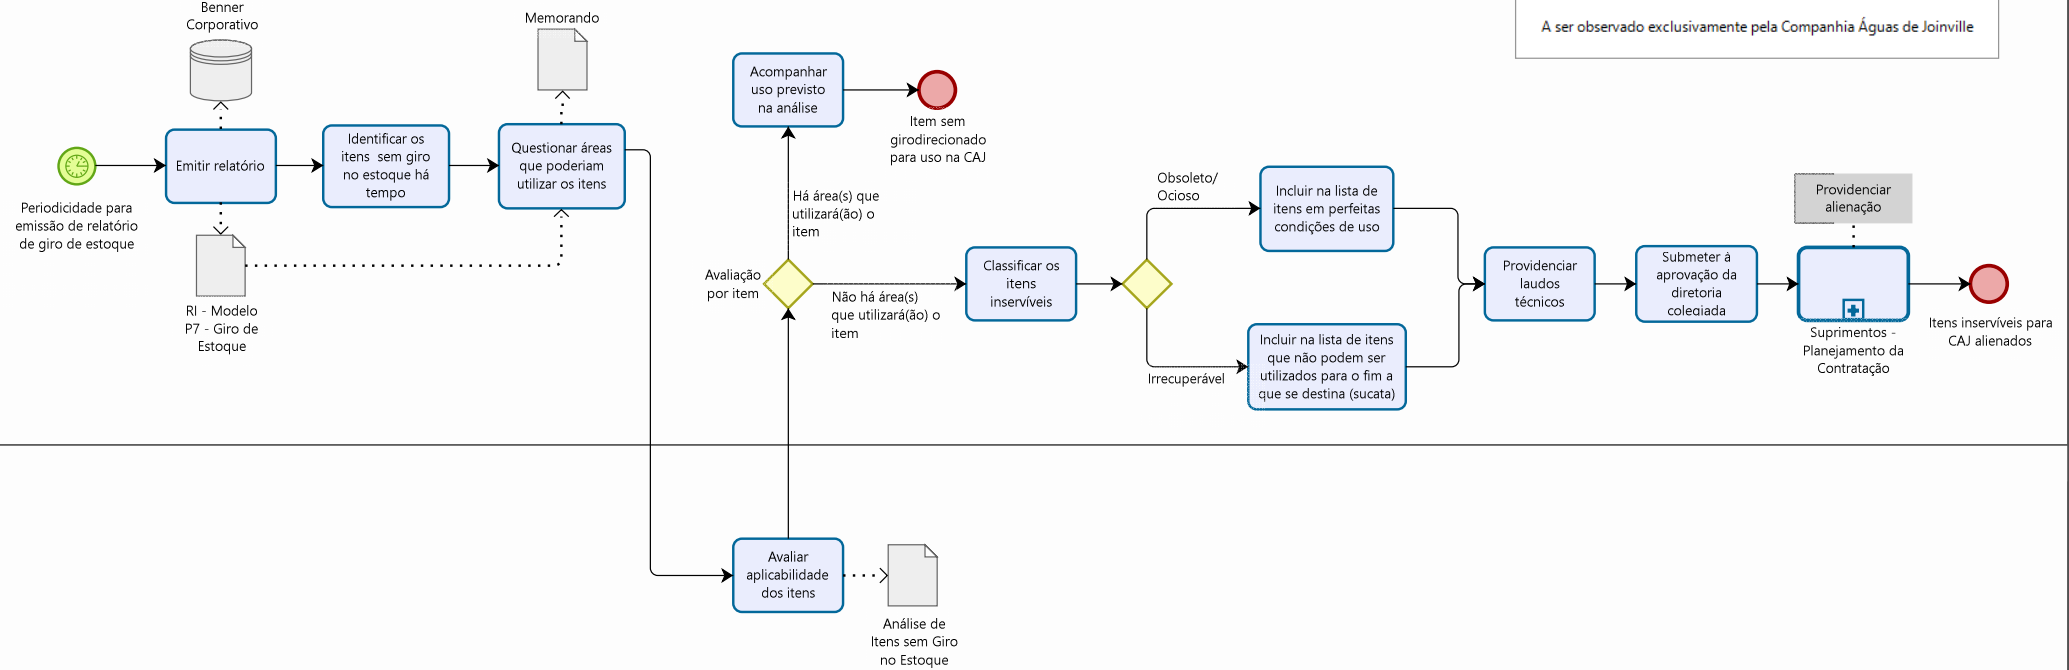 Benner
Corporativo
Memorando
A ser observado exclusivamente pela Companhia Águas de Joinville
Emitir relatório
Identificar os
itens sem giro
no estoque há
tempo
Questionar áreas
que poderiam
utilizar os itens
Periodicidade para
emissão de relatório
de giro de estoque
RI - Modelo
P7 - Giro de
Estoque
Acompanhar
uso previsto
na análise
Item sem
girodirecionado
para uso na CAJ
Há área(s) que
utilizará(ão) o
item
Avaliação
por item
Não há área(s)
que utilizará(ão) o
item
Classificar os
itens
inservíveis
Obsoleto/
Ocioso
Incluir na lista de
itens em perfeitas
condições de uso
Irrecuperável
Incluir na lista de itens
que não podem ser
utilizados para o fim a
que se destina (sucata)
Providenciar
laudos
técnicos
Submeter à
aprovação da
diretoria
colegiada
Providenciar
alienação
Suprimentos -
Planejamento da
Contratação
Itens inservíveis para
CAJ alienados
Avaliar
aplicabilidade
dos itens
Análise de
Itens sem Giro
no Estoque